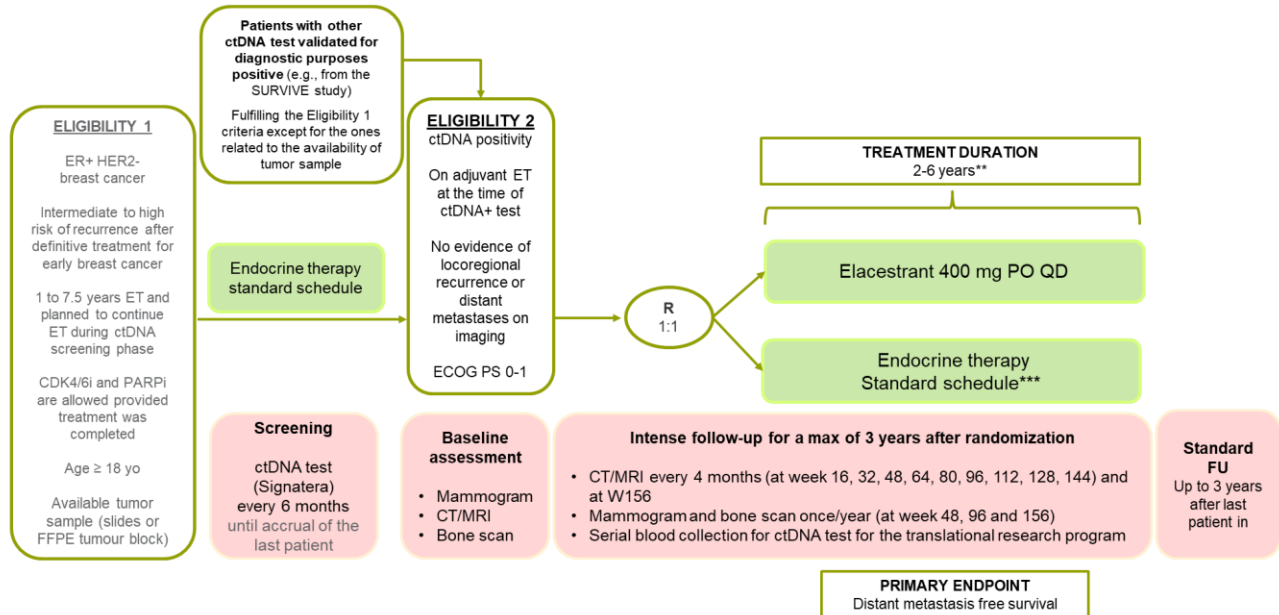 Patients with other
ctDNA test validated for
diagnostic purposes
positive (e.g., from the
SURVIVE study)
Fulfilling the Eligibility 1
criteria except for the ones
related to the availability of
tumor sample
ELIGIBILITY 1
ER+ HER2-
breast cancer
Intermediate to high
risk of recurrence after
definitive treatment for
early breast cancer
1 to 7.5 years ET and
planned to continue
ET during ctDNA
screening phase
CDK4/6i and PARPi
are allowed provided
treatment was
completed
Age ≥ 18 yo
Available tumor
sample (slides or
FFPE tumour block)
Endocrine therapy
standard schedule
ELIGIBILITY 2
ctDNA positivity
On adjuvant ET
at the time of
ctDNA+ test
No evidence of
locoregional
recurrence or
distant
metastases on
imaging
ECOG PS 0-1
R
1:1
TREATMENT DURATION
2-6 years**
Elacestrant 400 mg PO QD
Endocrine therapy
Standard schedule***
Screening
ctDNA test
(Signatera)
every 6 months
until accrual of the
last patient
Baseline
assessment
• Mammogram
• CT/MRI
• Bone scan
Intense follow-up for a max of 3 years after randomization
• CT/MRI every 4 months (at week 16, 32, 48, 64, 80, 96, 112, 128, 144) and
at W156
• Mammogram and bone scan once/year (at week 48, 96 and 156)
• Serial blood collection for ctDNA test for the translational research program
Standard
FU
Up to 3 years
after last
patient in
PRIMARY ENDPOINT
Distant metastasis free survival